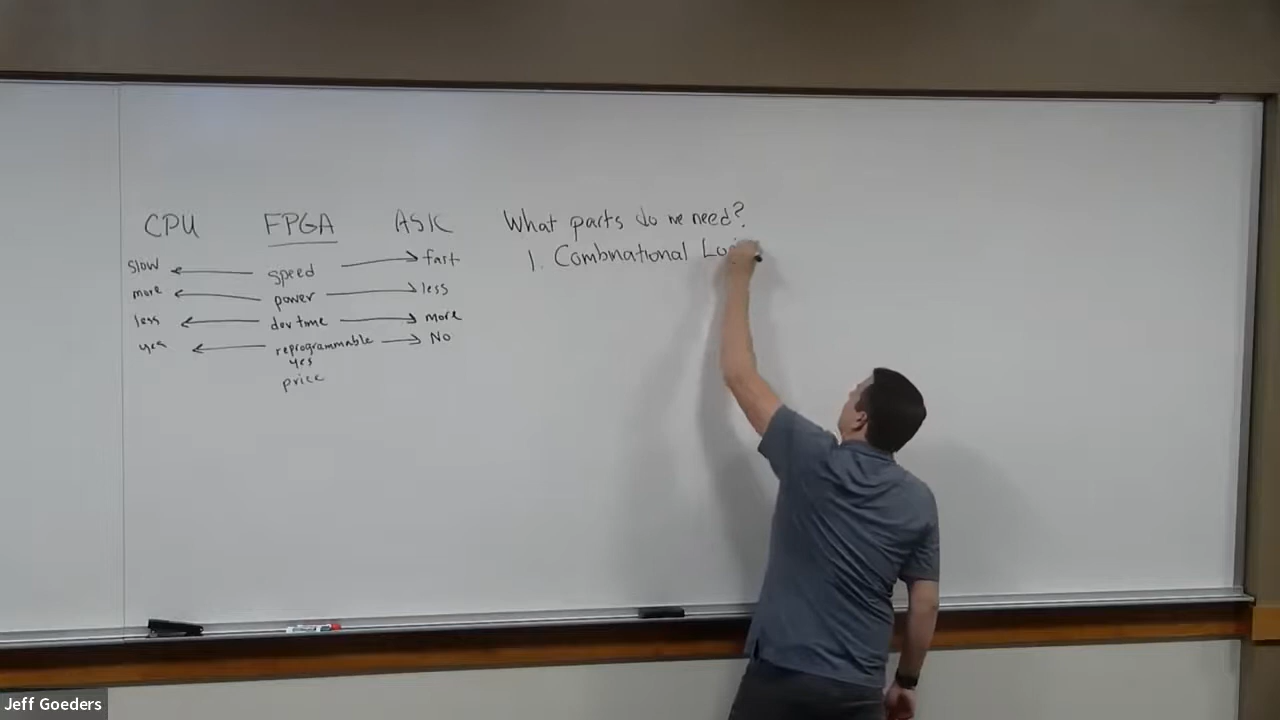 CPU FPGA ASIC
slow speed fast
more power less
less dev time more
yes reprogrammable No
yes
price
What parts do we need?
1. Combinational
Jeff Goeders